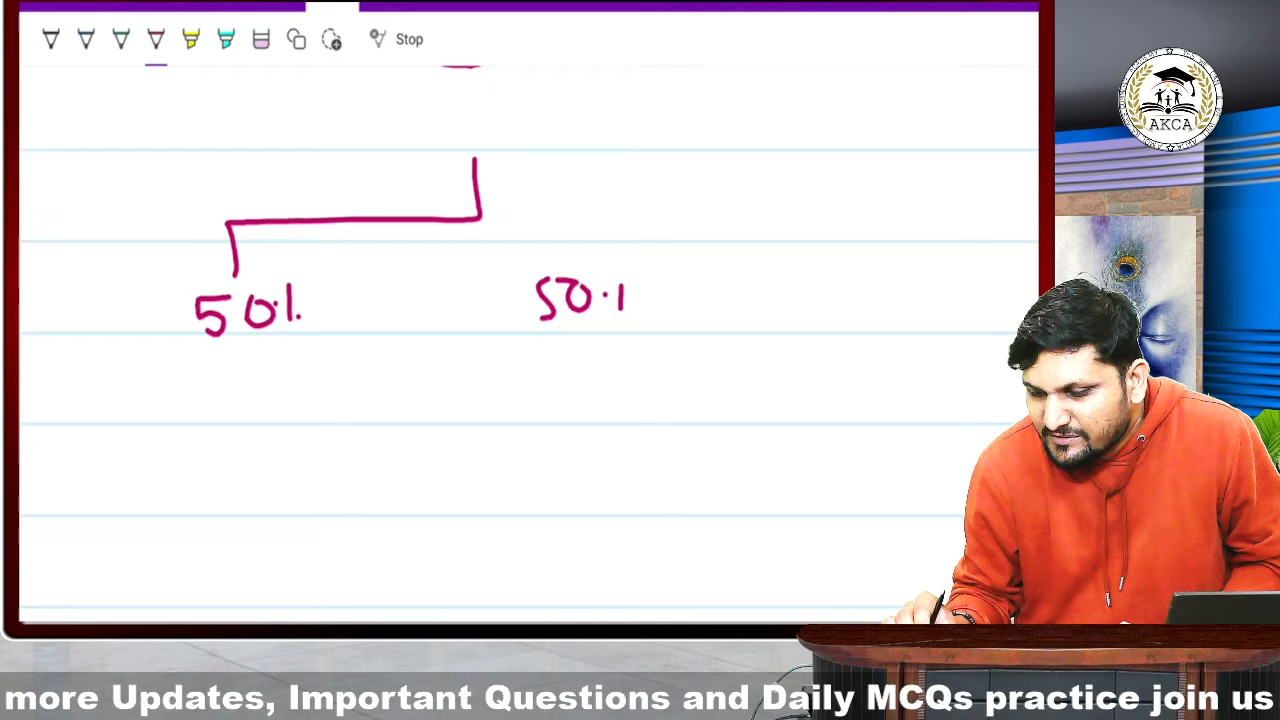 Stop
AKCA
50% 50.1
more Updates, Important Questions and Daily MCQs practice join us